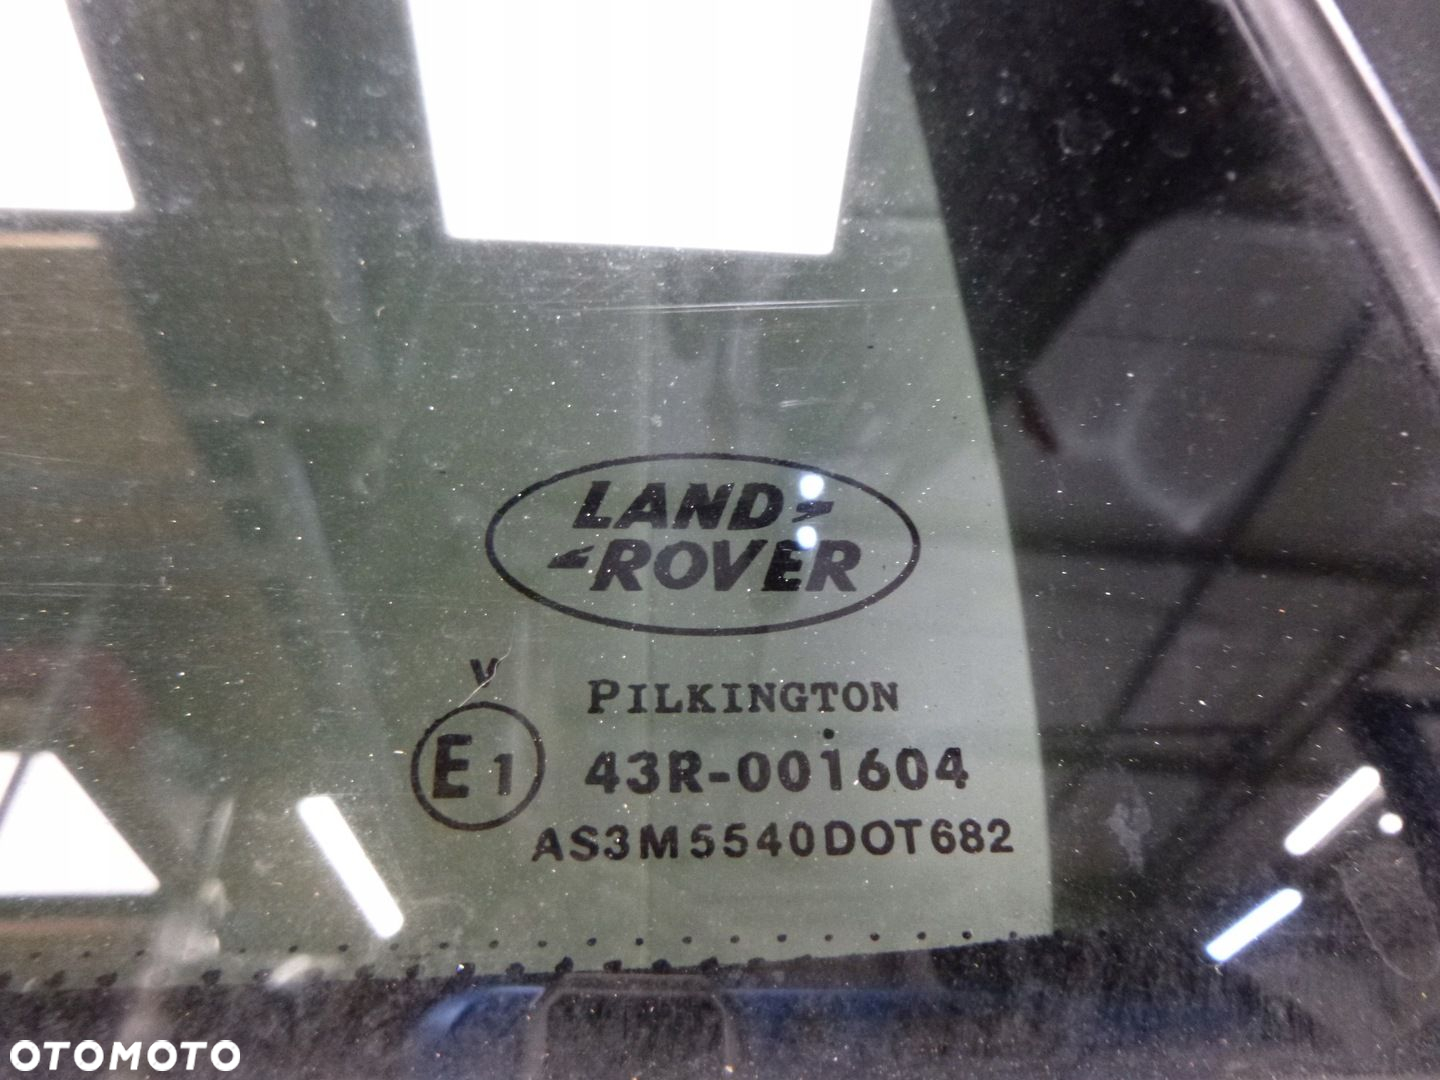 LAND
ROVER
V
PILKINGTON
E1 43R-001604
AS3M5540DOT682
OTOMOTO